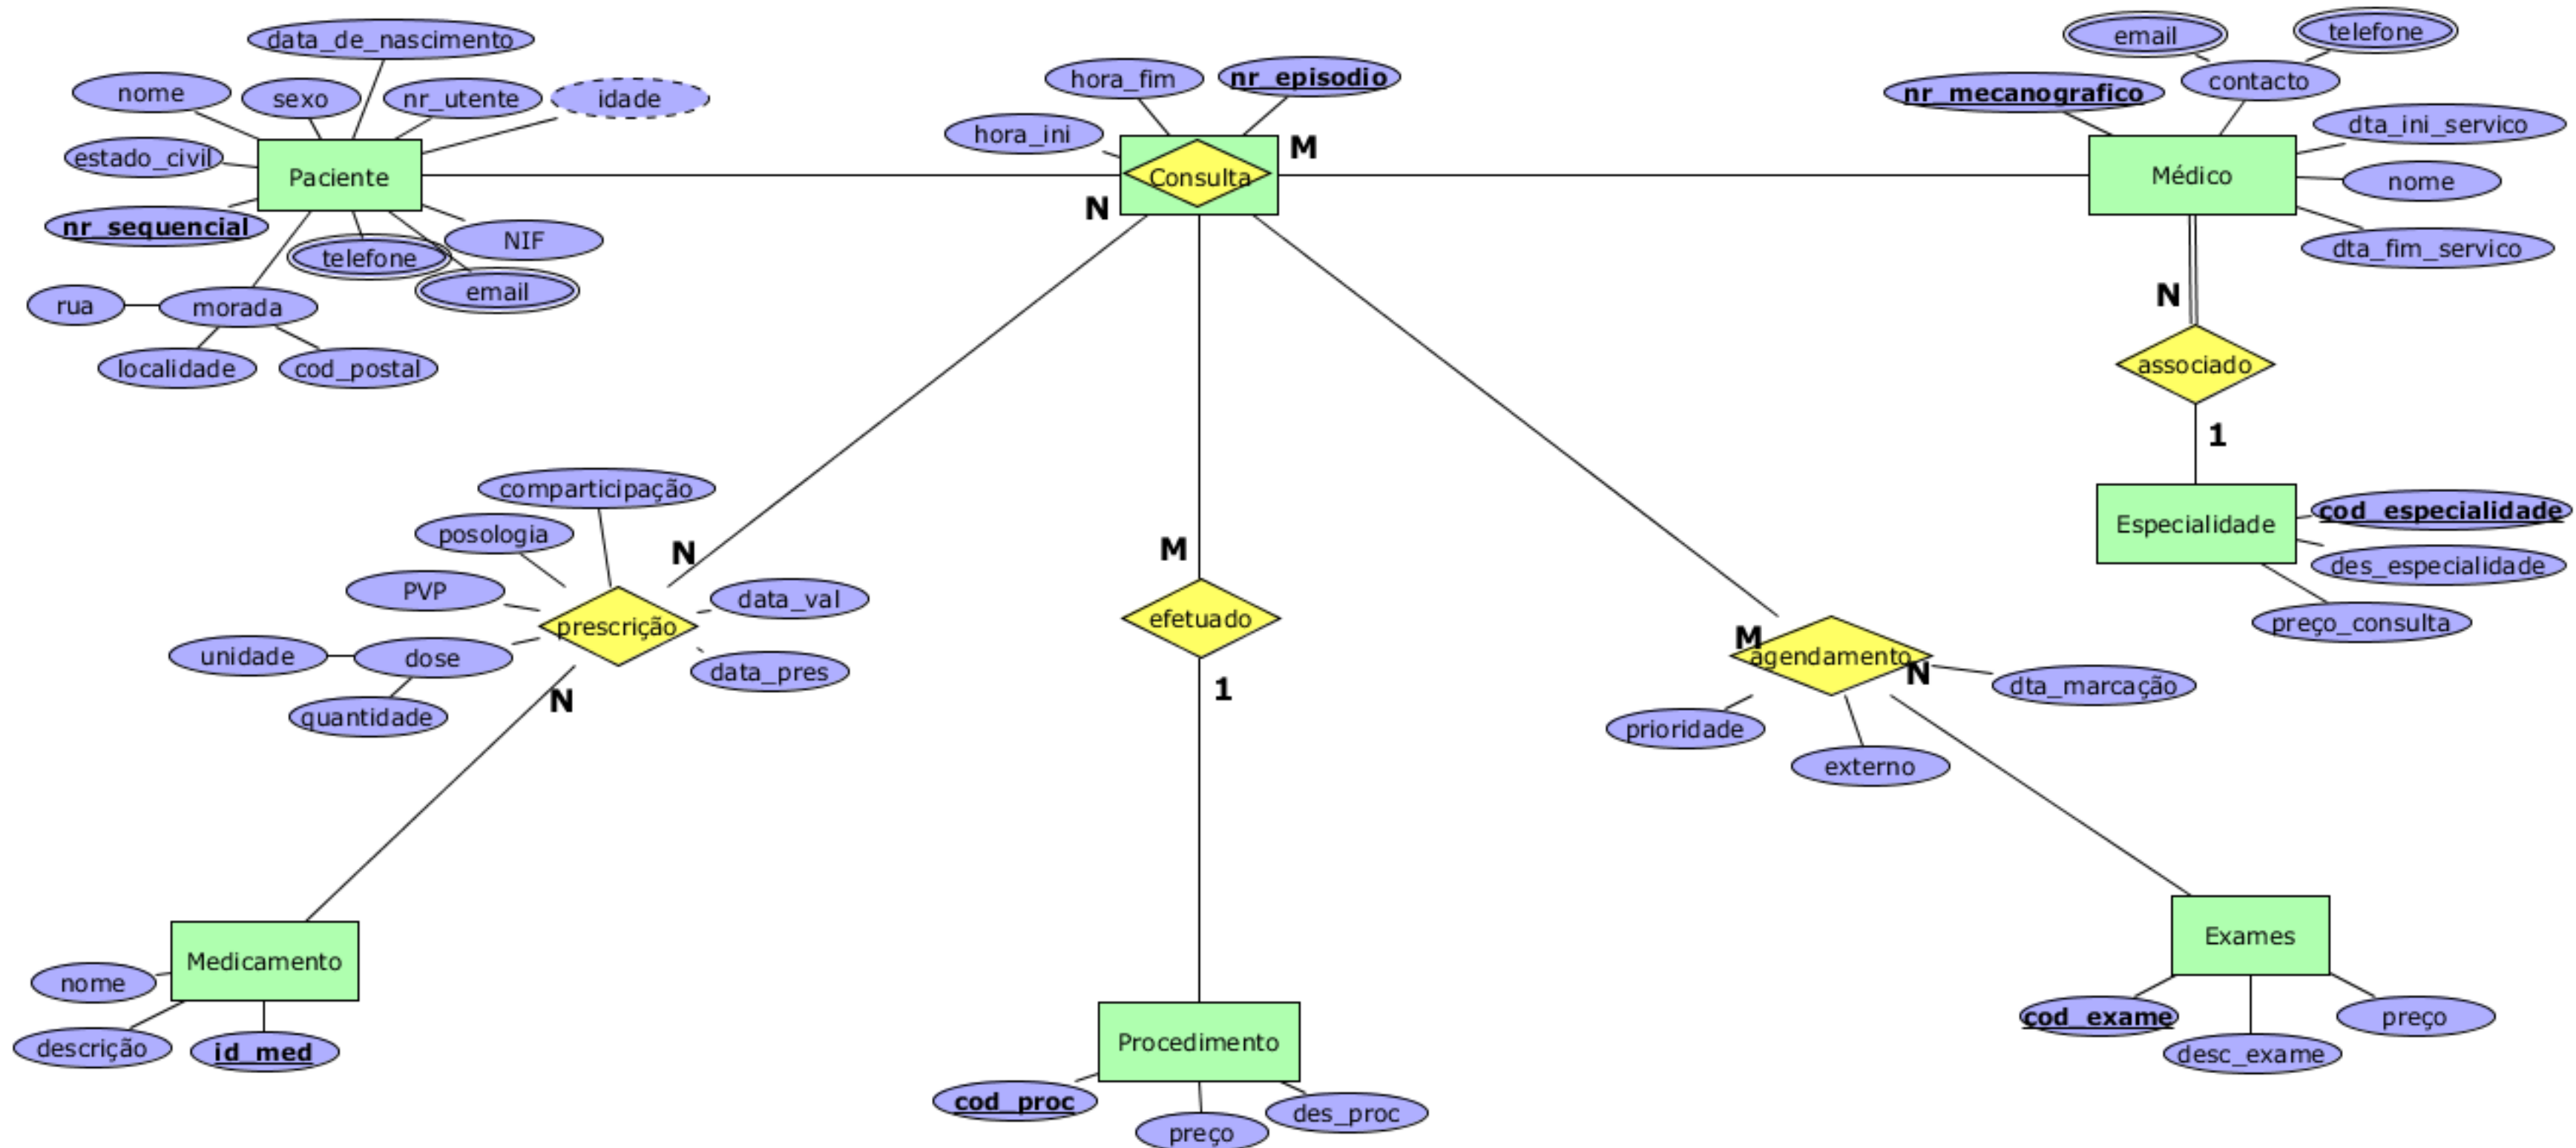 data_de_nascimento
nome
sexo
nr_utente
idade
estado_civil
Paciente
nr_sequencial
telefone
NIF
email
rua
morada
localidade
cod_postal
hora_fim
nr_episodio
hora_ini
M
Consulta
N
email
telefone
nr_mecanografico
contacto
dta_ini_servico
Médico
nome
dta_fim_servico
N
associado
1
Especialidade
cod_especialidade
des_especialidade
preço_consulta
comparticipação
posologia
N
PVP
data_val
prescrição
unidade
dose
data_pres
quantidade
N
M
efetuado
1
M
agendamento
N
dta_marcação
prioridade
externo
Medicamento
nome
descrição
id_med
Procedimento
cod_proc
preço
des_proc
Exames
cod_exame
desc_exame
preço